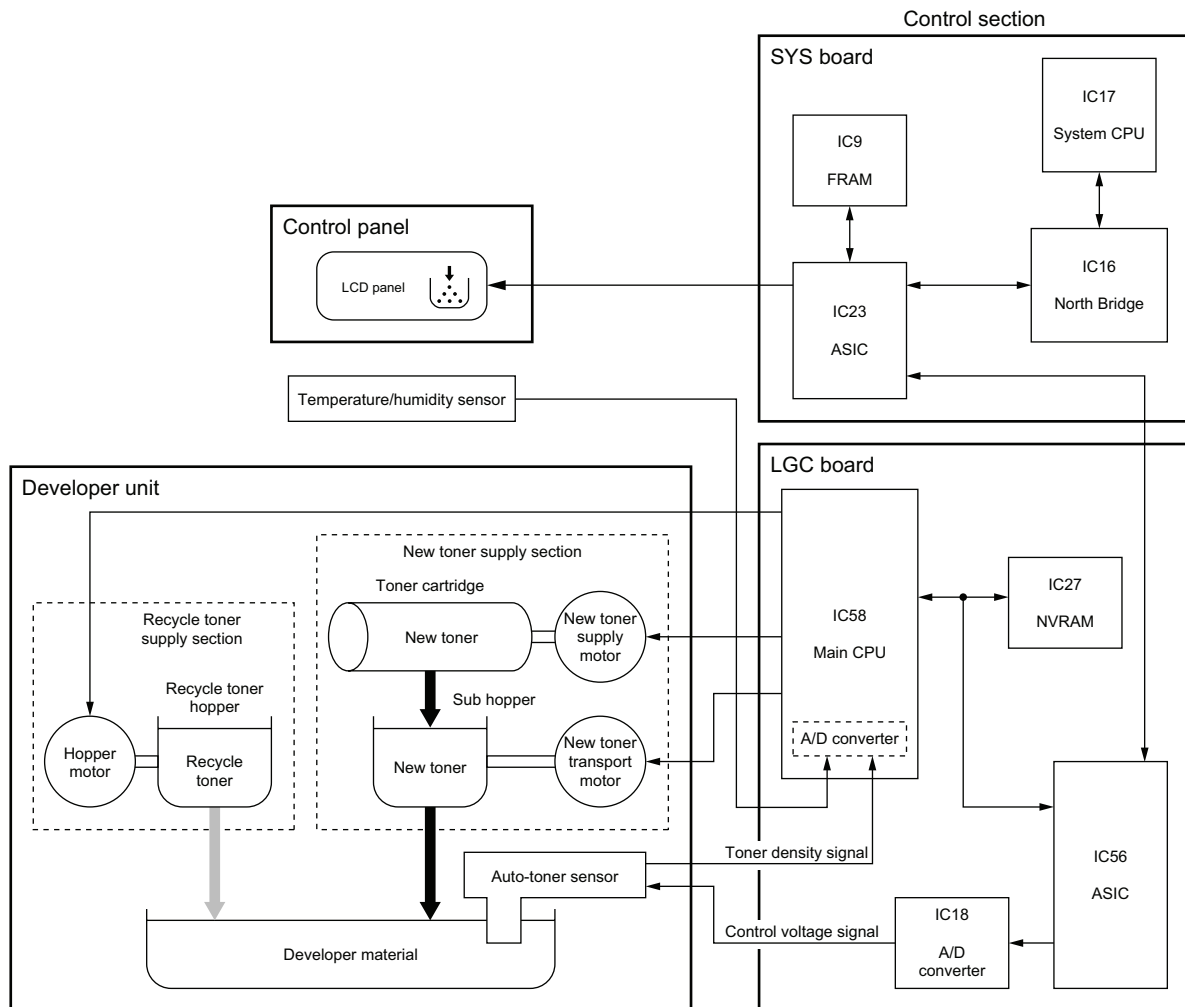 Control section
SYS board
IC17
System CPU
IC9
FRAM
Control panel
LCD panel
IC16
North Bridge
IC23
ASIC
Temperature/humidity sensor
LGC board
Developer unit
New toner supply section
Toner cartridge
New toner
New toner
supply
motor
IC58
Main CPU
IC27
NVRAM
Recycle toner
supply section
Recycle toner
hopper
Sub hopper
Hopper
motor
Recycle
toner
New toner
New toner
transport
motor
A/D converter
Toner density signal
Auto-toner sensor
IC56
ASIC
Control voltage signal
IC18
A/D
converter
Developer material